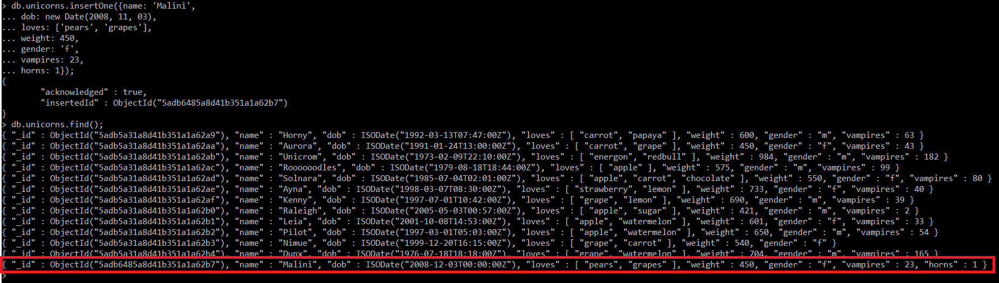 > db.unicorns.insertOne({name: 'Malini',
... dob: new Date(2008, 11, 03),
... loves: ['pears', 'grapes'],
... weight: 450,
... gender: 'f',
... vampires: 23,
... horns: 1});
{
        "acknowledged" : true,
        "insertedId" : ObjectId("5adb6485a8d41b351a1a62b7")
}
> db.unicorns.find();
{ "_id" : ObjectId("5adb5a31a8d41b351a1a62a9"), "name" : "Horny", "dob" : ISODate("1992-03-13T07:47:00Z"), "loves" : [ "carrot", "papaya" ], "weight" : 600, "gender" : "m", "vampires" : 63 }
{ "_id" : ObjectId("5adb5a31a8d41b351a1a62aa"), "name" : "Aurora", "dob" : ISODate("1991-01-24T13:00:00Z"), "loves" : [ "carrot", "grape" ], "weight" : 450, "gender" : "f", "vampires" : 43 }
{ "_id" : ObjectId("5adb5a31a8d41b351a1a62ab"), "name" : "Unicrom", "dob" : ISODate("1973-02-09T22:10:00Z"), "loves" : [ "energon", "redbull" ], "weight" : 984, "gender" : "m", "vampires" : 182 }
{ "_id" : ObjectId("5adb5a31a8d41b351a1a62ac"), "name" : "Roooooodles", "dob" : ISODate("1979-08-18T18:44:00Z"), "loves" : [ "apple" ], "weight" : 575, "gender" : "m", "vampires" : 99 }
{ "_id" : ObjectId("5adb5a31a8d41b351a1a62ad"), "name" : "Solnara", "dob" : ISODate("1985-07-04T02:01:00Z"), "loves" : [ "apple", "carrot", "chocolate" ], "weight" : 550, "gender" : "f", "vampires" : 80 }
{ "_id" : ObjectId("5adb5a31a8d41b351a1a62ae"), "name" : "Ayna", "dob" : ISODate("1998-03-07T08:30:00Z"), "loves" : [ "strawberry", "lemon" ], "weight" : 733, "gender" : "f", "vampires" : 40 }
{ "_id" : ObjectId("5adb5a31a8d41b351a1a62af"), "name" : "Kenny", "dob" : ISODate("1997-07-01T10:42:00Z"), "loves" : [ "grape", "lemon" ], "weight" : 690, "gender" : "m", "vampires" : 39 }
{ "_id" : ObjectId("5adb5a31a8d41b351a1a62b0"), "name" : "Raleigh", "dob" : ISODate("2005-05-03T00:57:00Z"), "loves" : [ "apple", "sugar" ], "weight" : 421, "gender" : "m", "vampires" : 2 }
{ "_id" : ObjectId("5adb5a31a8d41b351a1a62b1"), "name" : "Leia", "dob" : ISODate("2001-10-08T14:53:00Z"), "loves" : [ "apple", "watermelon" ], "weight" : 601, "gender" : "f", "vampires" : 33 }
{ "_id" : ObjectId("5adb5a31a8d41b351a1a62b2"), "name" : "Pilot", "dob" : ISODate("1997-03-01T05:03:00Z"), "loves" : [ "apple", "watermelon" ], "weight" : 650, "gender" : "m", "vampires" : 54 }
{ "_id" : ObjectId("5adb5a31a8d41b351a1a62b3"), "name" : "Nimue", "dob" : ISODate("1999-12-20T16:15:00Z"), "loves" : [ "grape", "carrot" ], "weight" : 540, "gender" : "f" }
{ "_id" : ObjectId("5adb5a31a8d41b351a1a62b4"), "name" : "Dunx", "dob" : ISODate("1976-07-18T18:18:00Z"), "loves" : [ "grape", "watermelon" ], "weight" : 704, "gender" : "m", "vampires" : 165 }
{ "_id" : ObjectId("5adb6485a8d41b351a1a62b7"), "name" : "Malini", "dob" : ISODate("2008-12-03T00:00:00Z"), "loves" : [ "pears", "grapes" ], "weight" : 450, "gender" : "f", "vampires" : 23, "horns" : 1 }
>